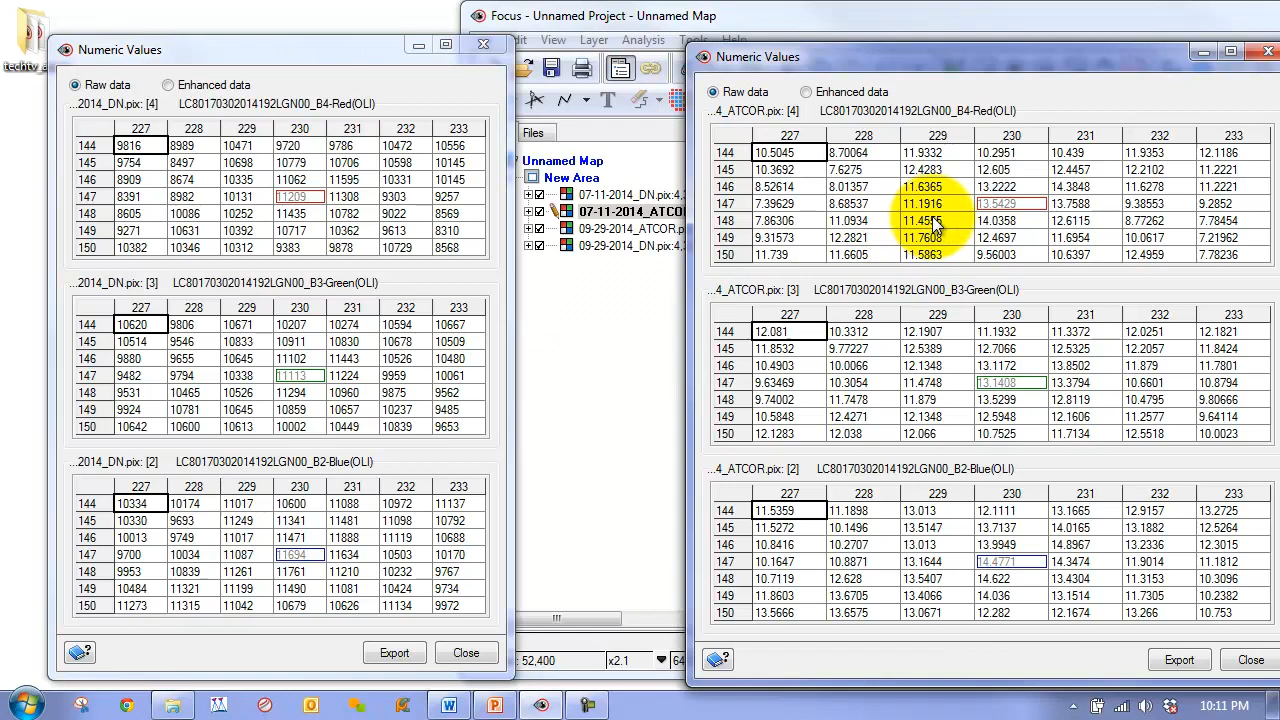 Focus - Unnamed Project - Unnamed Map
View Layer Analysis
Files
Unnamed Map
New Area
07-11-2014_DN.pix:4,3
07-11-2014_ATCO
09-29-2014_ATCOR.p
09-29-2014_DN.pix:4,3
52,400 x2.1 64
Numeric Values
Raw data Enhanced data
...2014_DN.pix: [4] LC80170302014192LGN00_B4-Red(OLI)
227 228 229 230 231 232 233
144 9816 8989 10471 9720 9786 10472 10556
145 9754 8497 10698 10779 10706 10598 10145
146 8909 8674 10335 11062 11595 10331 10145
147 8391 8982 10131 11209 11308 9303 9257
148 8605 10086 10252 11435 10782 9022 8569
149 9271 10631 10392 10717 10362 9613 8310
150 10382 10346 10312 9383 9878 10729 8568
...2014_DN.pix: [3] LC80170302014192LGN00_B3-Green(OLI)
227 228 229 230 231 232 233
144 10620 9806 10671 10207 10274 10594 10667
145 10514 9546 10833 10911 10830 10678 10509
146 9880 9655 10645 11102 11443 10526 10480
147 9482 9794 10338 11113 11224 9959 10061
148 9531 10465 10526 11294 10960 9875 9562
149 9924 10781 10645 10859 10657 10237 9485
150 10642 10600 10613 10002 10449 10839 9653
...2014_DN.pix: [2] LC80170302014192LGN00_B2-Blue(OLI)
227 228 229 230 231 232 233
144 10334 10174 11017 10600 11088 10972 11137
145 10330 9693 11249 11341 11481 11098 10792
146 10013 9749 11017 11471 11888 11119 10688
147 9700 10034 11087 11694 11634 10503 10170
148 9953 10839 11261 11761 11210 10232 9767
149 10484 11321 11199 11490 11081 10424 9734
150 11273 11315 11042 10679 10626 11134 9972
Export Close
Numeric Values
Raw data Enhanced data
...4_ATCOR.pix: [4] LC80170302014192LGN00_B4-Red(OLI)
227 228 229 230 231 232 233
144 10.5045 8.70064 11.9332 10.2951 10.439 11.9353 12.1186
145 10.3692 7.6275 12.4283 12.605 12.4457 12.2102 11.2221
146 8.52614 8.01357 11.6365 13.2222 14.3848 11.6278 11.2221
147 7.39629 8.68537 11.1916 13.5429 13.7588 9.38553 9.2852
148 7.86306 11.0934 14.0358 12.6115 8.77262 7.78454
149 9.31573 12.2821 11.7608 12.4697 11.6954 10.0617 7.21962
150 11.739 11.6605 11.5863 9.56003 10.6397 12.4959 7.78236
...4_ATCOR.pix: [3] LC80170302014192LGN00_B3-Green(OLI)
227 228 229 230 231 232 233
144 12.081 10.3312 12.1907 11.1932 11.3372 12.0251 12.1821
145 11.8532 9.77227 12.5389 12.7066 12.5325 12.2057 11.8424
146 10.4903 10.0066 12.1348 13.1172 13.8502 11.879 11.7801
147 9.63469 10.3054 11.4748 13.1408 13.3794 10.6601 10.8794
148 9.74002 11.7478 11.879 13.5299 12.8119 10.4795 9.80666
149 10.5848 12.4271 12.1348 12.5948 12.1606 11.2577 9.64114
150 12.1283 12.038 12.066 10.7525 11.7134 12.5518 10.0023
...4_ATCOR.pix: [2] LC80170302014192LGN00_B2-Blue(OLI)
227 228 229 230 231 232 233
144 11.5359 11.1898 13.013 12.1111 13.1665 12.9157 13.2725
145 11.5272 10.1496 13.5147 13.7137 14.0165 13.1882 12.5264
146 10.8416 10.2707 13.013 13.9949 14.8967 13.2336 12.3015
147 10.1647 10.8871 13.1644 14.4771 14.3474 11.9014 11.1812
148 10.7119 12.628 13.5407 14.622 13.4304 11.3153 10.3096
149 11.8603 13.6705 13.4066 14.036 13.1514 11.7305 10.2382
150 13.5666 13.6575 13.0671 12.282 12.1674 13.266 10.753
Export Close
10:11 PM